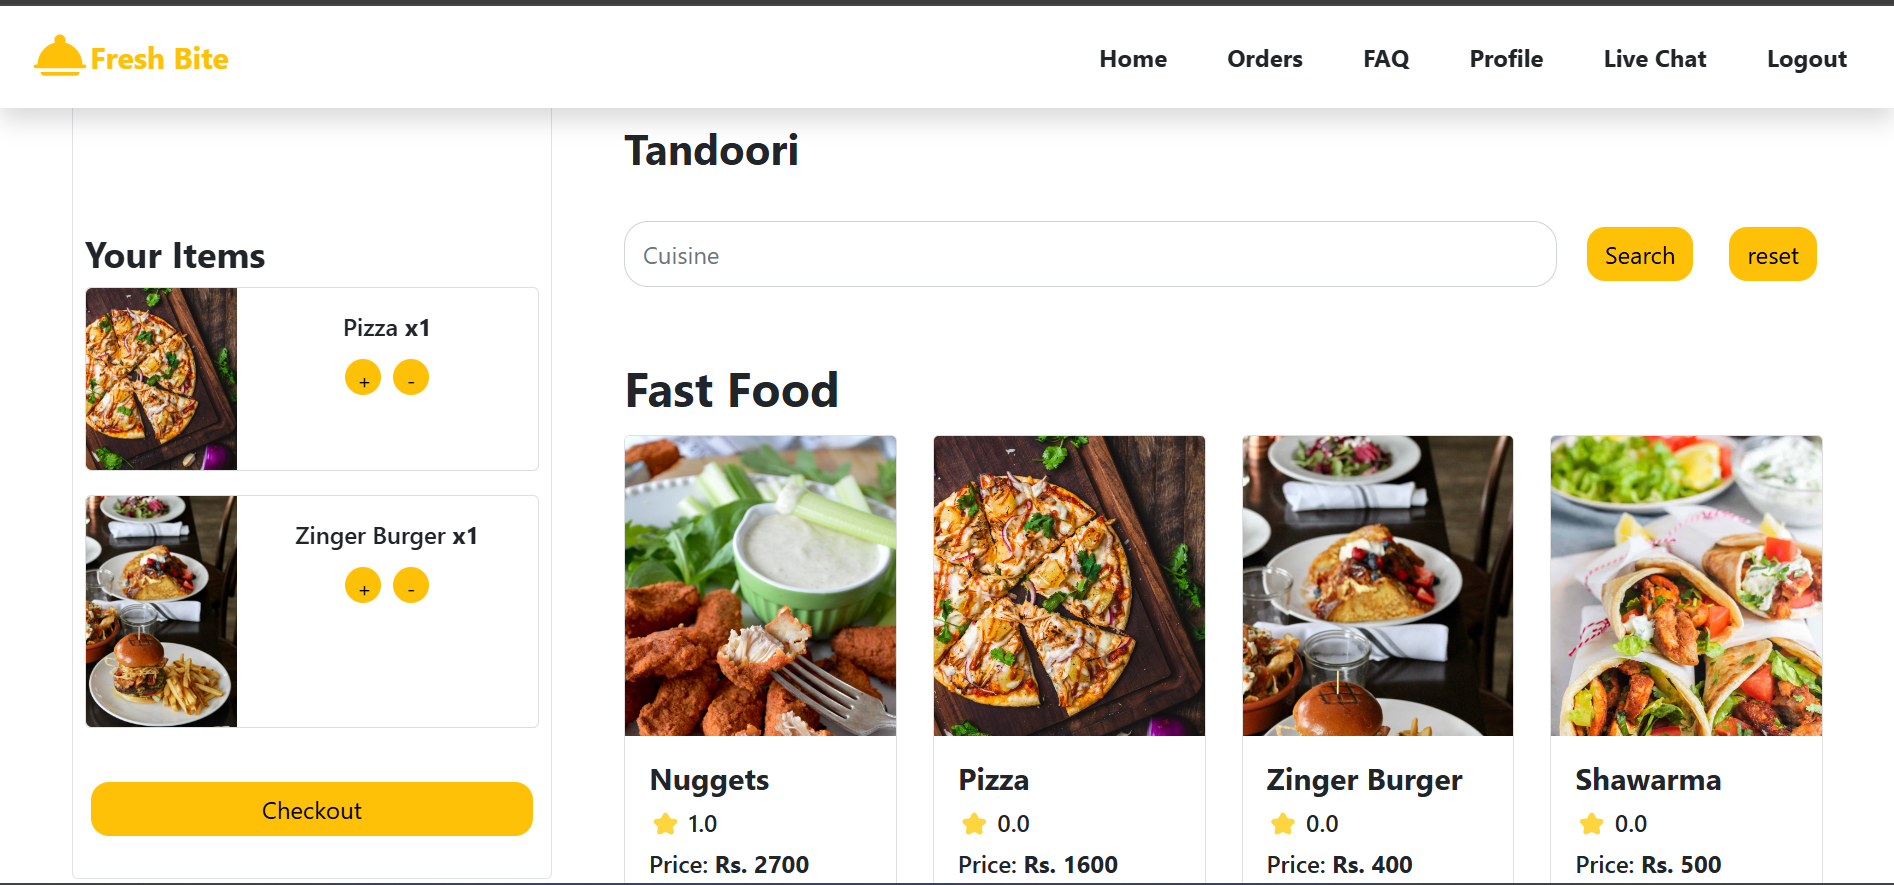 Fresh Bite
Home
Orders
FAQ
Profile
Live Chat
Logout
Your Items
Pizza x1
+
-
Zinger Burger x1
+
-
Checkout
Tandoori
Cuisine
Search
reset
Fast Food
Nuggets
1.0
Price: Rs. 2700
Pizza
0.0
Price: Rs. 1600
Zinger Burger
0.0
Price: Rs. 400
Shawarma
0.0
Price: Rs. 500